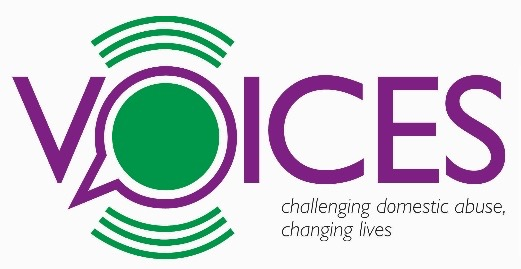 VOICES
challenging domestic abuse,
changing lives